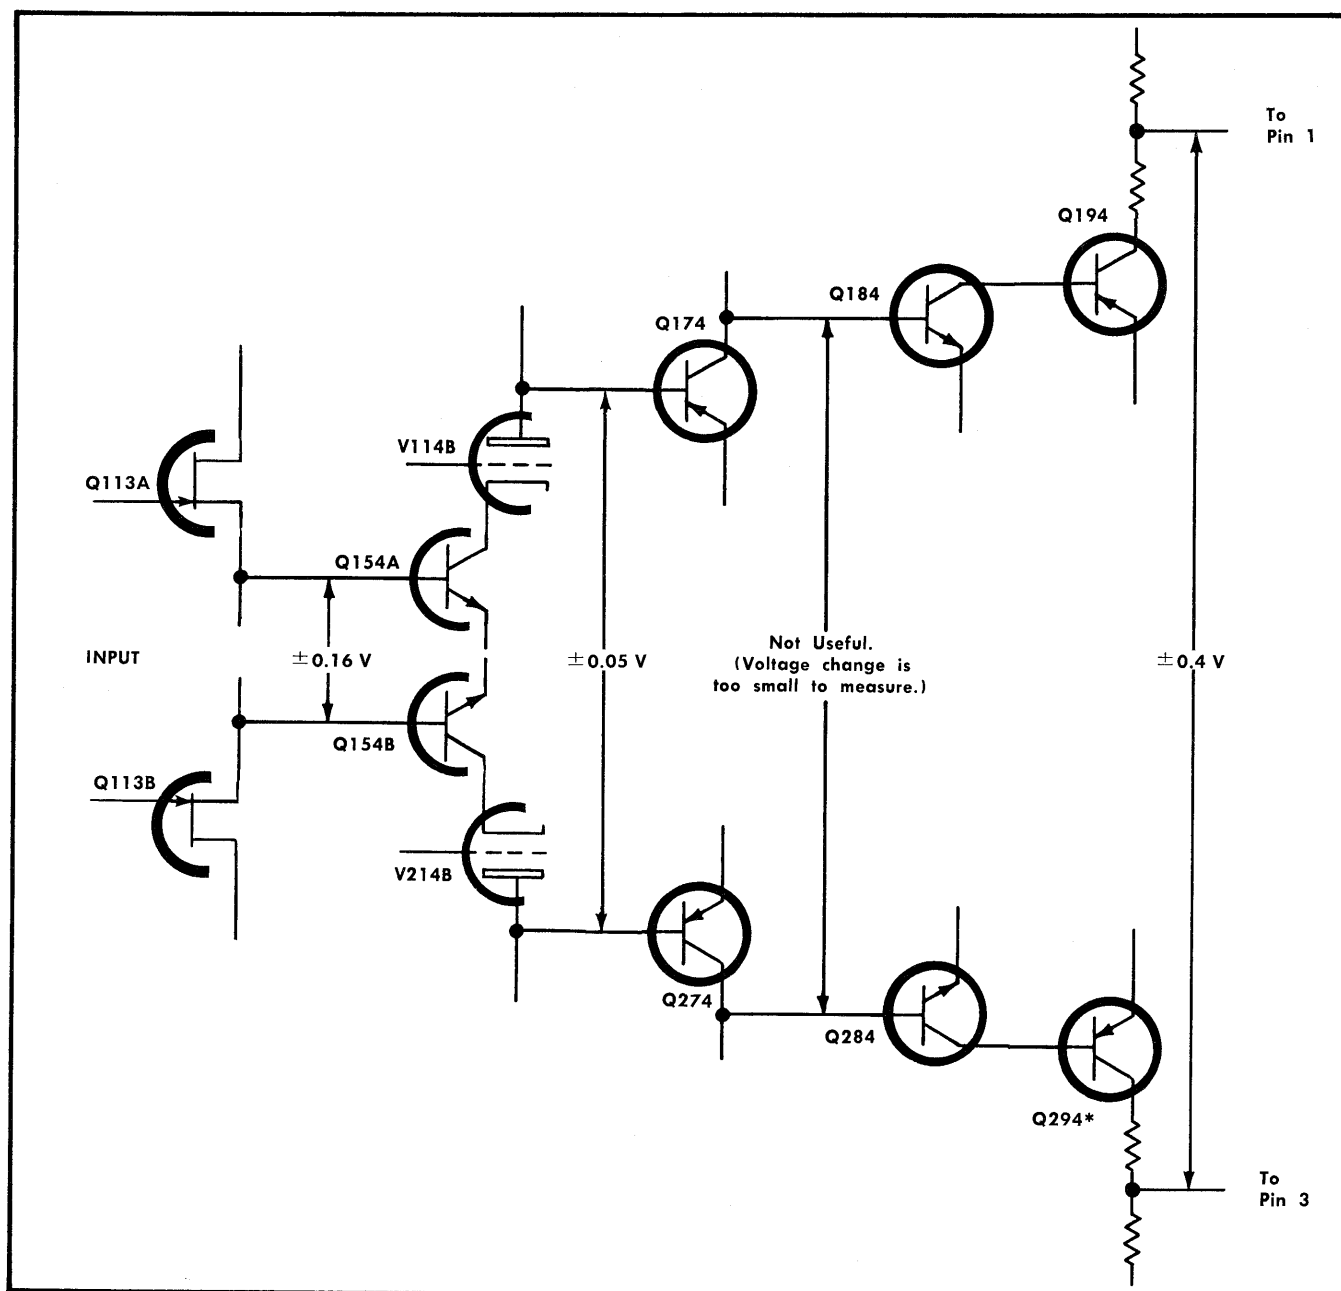 To
Pin 1
Q194
Q184
Q174
V114B
Q113A
Q154A
INPUT
±0.16 V
±0.05 V
Not Useful.
(Voltage change is
too small to measure.)
±0.4 V
Q154B
Q113B
V214B
Q274
Q284
Q294*
To
Pin 3